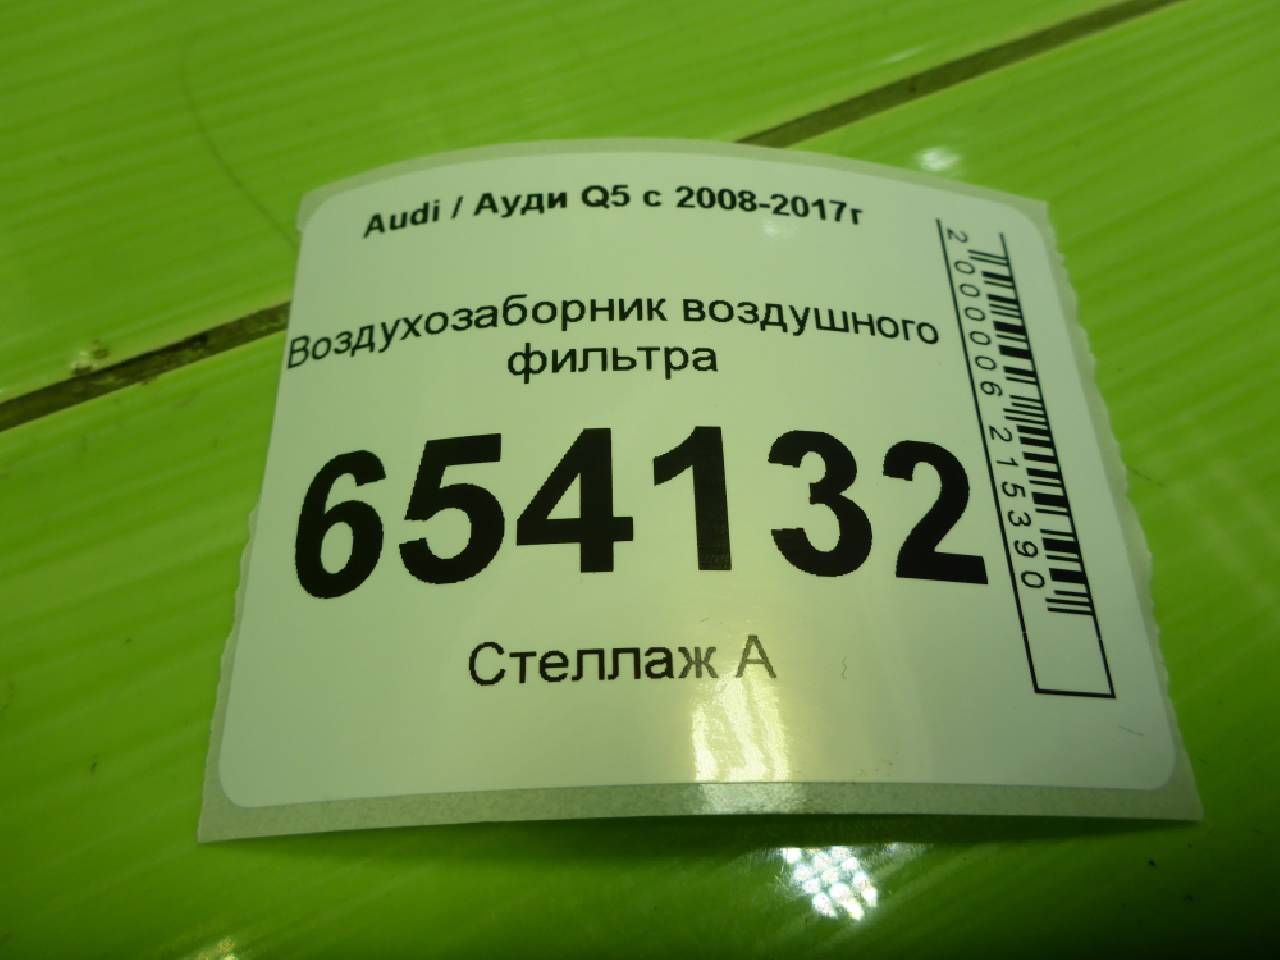 Audi / Ауди Q5 с 2008-2017г
Воздухозаборник воздушного
фильтра
654132
Стеллаж А
2000006215390